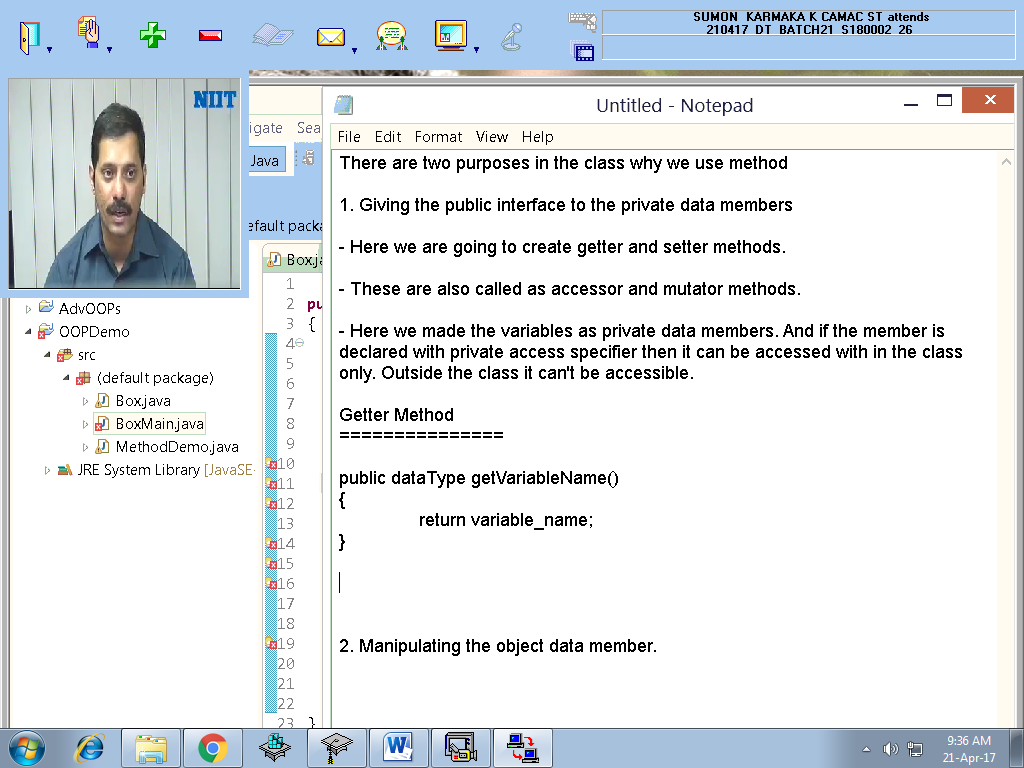 SUMON KARMAKA K CAMAC ST attends
210417_DT_BATCH21_S180002_26
NIIT
Untitled - Notepad
File Edit Format View Help
igate Sea
Java
efault packa
Box.ja
AdvOOPs
OOPDemo
src
(default package)
Box.java
BoxMain.java
MethodDemo.java
JRE System Library [JavaSE-
1
2 pu
3 {
4
5
6
7
8
9
10
11
12
13
14
15
16
17
18
19
20
21
22
23 }
There are two purposes in the class why we use method
1. Giving the public interface to the private data members
- Here we are going to create getter and setter methods.
- These are also called as accessor and mutator methods.
- Here we made the variables as private data members. And if the member is
declared with private access specifier then it can be accessed with in the class
only. Outside the class it can't be accessible.
Getter Method
===============
public dataType getVariableName()
{
return variable_name;
}
2. Manipulating the object data member.
9:36 AM
21-Apr-17